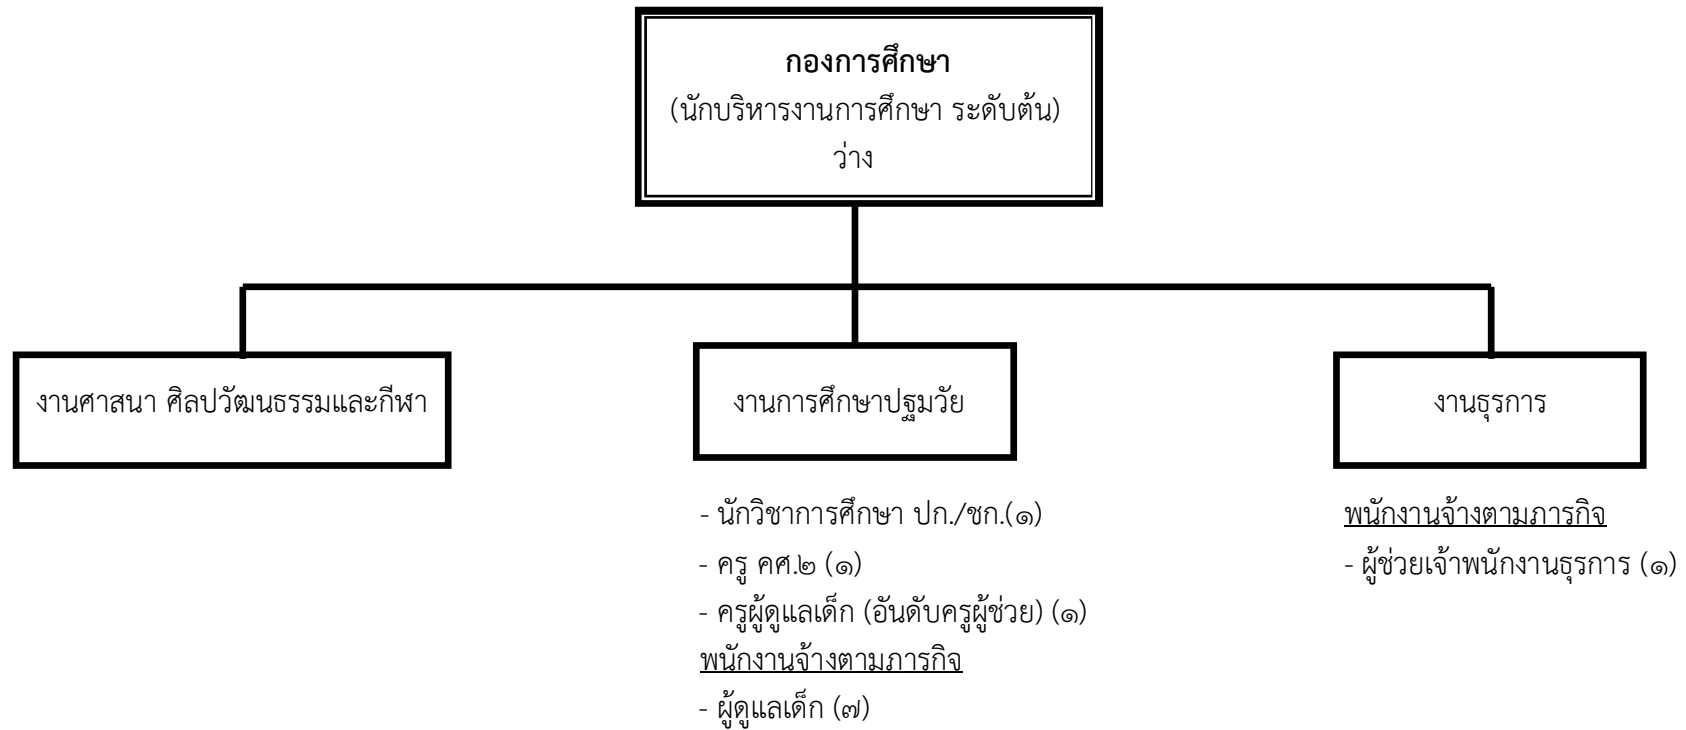 กองการศึกษา
(นักบริหารงานการศึกษา ระดับต้น)
ว่าง
งานศาสนา ศิลปวัฒนธรรมและกีฬา
งานการศึกษาปฐมวัย
งานธุรการ
- นักวิชาการศึกษา ปก./ชก.(๑)
- ครู คศ.๒ (๑)
- ครูผู้ดูแลเด็ก (อันดับครูผู้ช่วย) (๑)
พนักงานจ้างตามภารกิจ
- ผู้ดูแลเด็ก (๗)
พนักงานจ้างตามภารกิจ
- ผู้ช่วยเจ้าพนักงานธุรการ (๑)